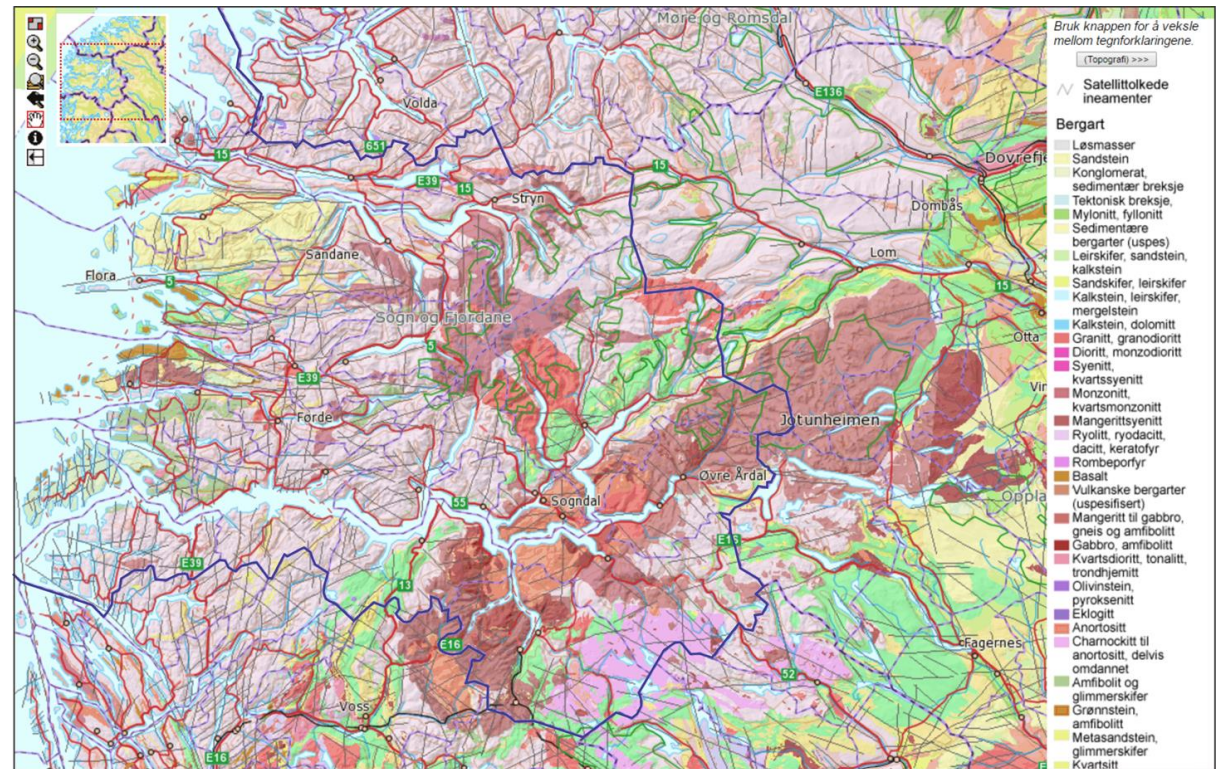 Møre og Romsdal
Bruk knappen for å veksle
mellom tegnforklaringene.
(Topografi) >>>
E136
Volda
Satellittolkede
ineamenter
Bergart
15
651
E39
15
15
Dovrefje
Stryn
Dombås
Sandane
Lom
Flora
5
15
Sogn og Fjordane
Otta
5
E39
Vin
Førde
Jotunheimen
Øvre Årdal
55
Sogndal
Oppla
E16
E39
13
E16
Fagernes
52
Voss
E16
E
Løsmasser
Sandstein
Konglomerat,
sedimentær breksje
Tektonisk breksje,
Mylonitt, fyllonitt
Sedimentære
bergarter (uspes)
Leirskifer, sandstein,
kalkstein
Sandskifer, leirskifer
Kalkstein, leirskifer,
mergelstein
Kalkstein, dolomitt
Granitt, granodioritt
Dioritt, monzodioritt
Syenitt,
kvartssyenitt
Monzonitt,
kvartsmonzonitt
Mangerittsyenitt
Ryolitt, ryodacitt,
dacitt, keratofyr
Rombeporfyr
Basalt
Vulkanske bergarter
(uspesifisert)
Mangeritt til gabbro,
gneis og amfibolitt
Gabbro, amfibolitt
Kvartsdioritt, tonalitt,
trondhjemitt
Olivinstein,
pyroksenitt
Eklogitt
Anortositt
Charnockitt til
anortositt, delvis
omdannet
Amfibolit og
glimmerskifer
Grønnstein,
amfibolitt
Metasandstein,
glimmerskifer
Kvartsitt